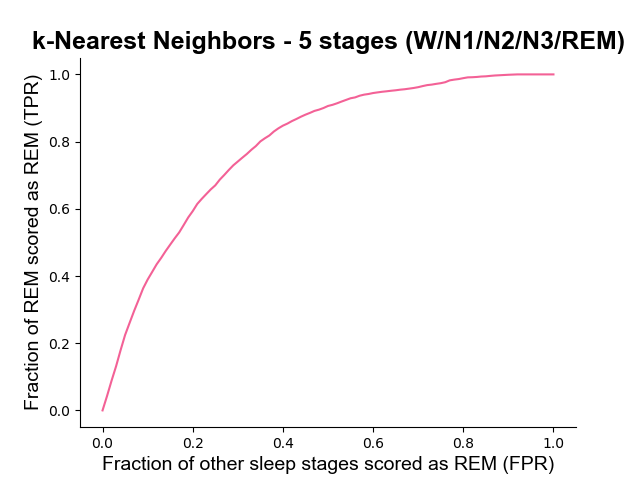 k-Nearest Neighbors - 5 stages (W/N1/N2/N3/REM)
Fraction of REM scored as REM (TPR)
1.0
0.8
0.6
0.4
0.2
0.0
0.0 0.2 0.4 0.6 0.8 1.0
Fraction of other sleep stages scored as REM (FPR)